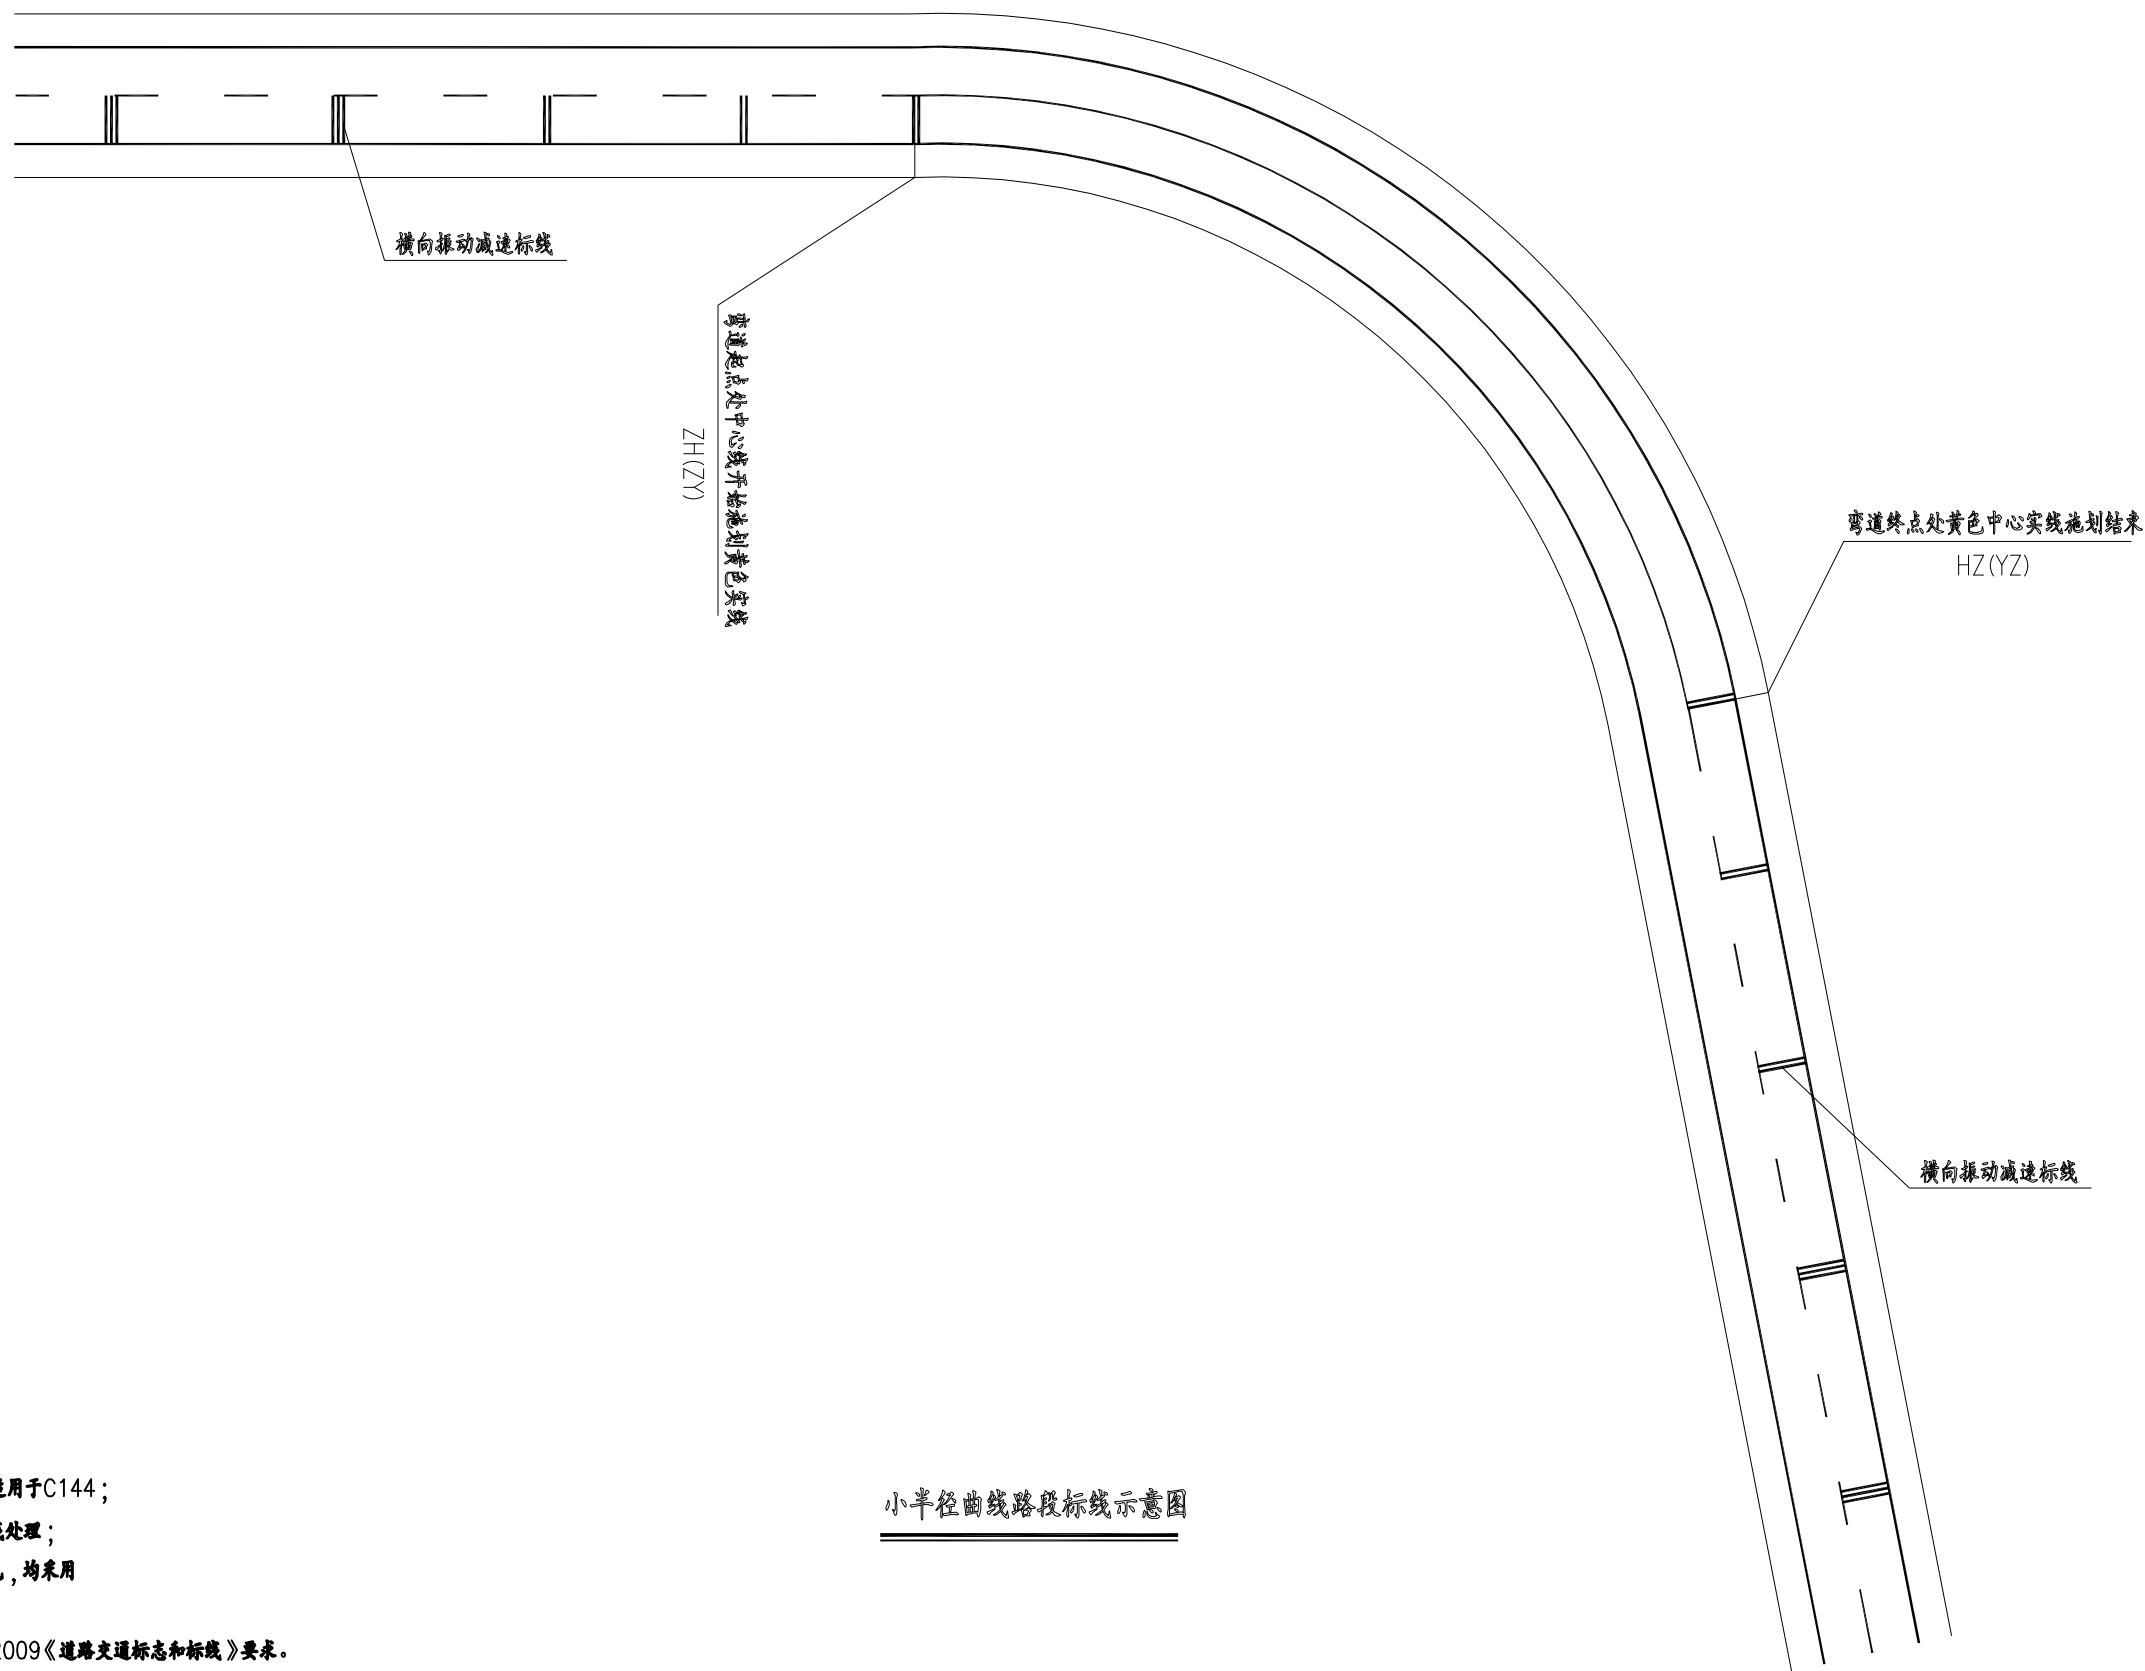 横向振动减速标线
弯道起点处中心线开始施划黄色实线
ZH(ZY)
弯道终点处黄色中心实线施划结束
HZ(YZ)
横向振动减速标线
用于C144；
处理；
，均采用
小半径曲线路段标线示意图
009《道路交通标志和标线》要求。